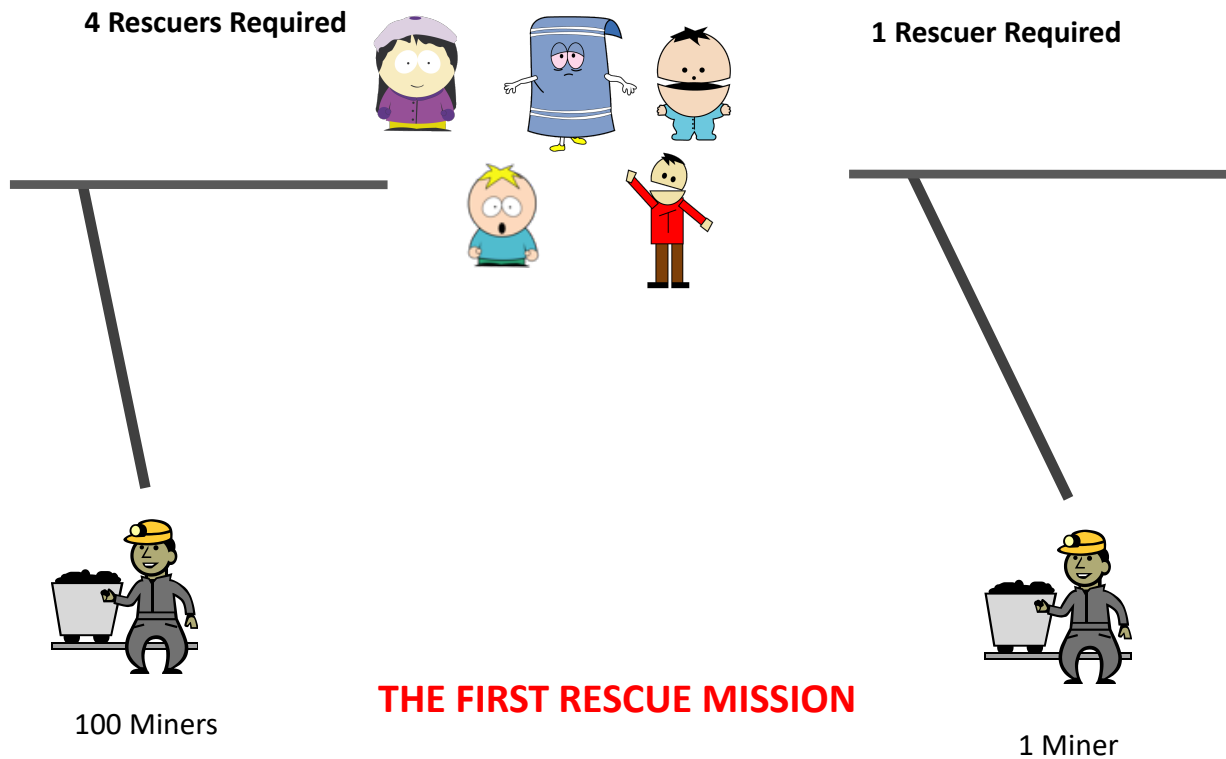 4 Rescuers Required
1 Rescuer Required
THE FIRST RESCUE MISSION
100 Miners
1 Miner